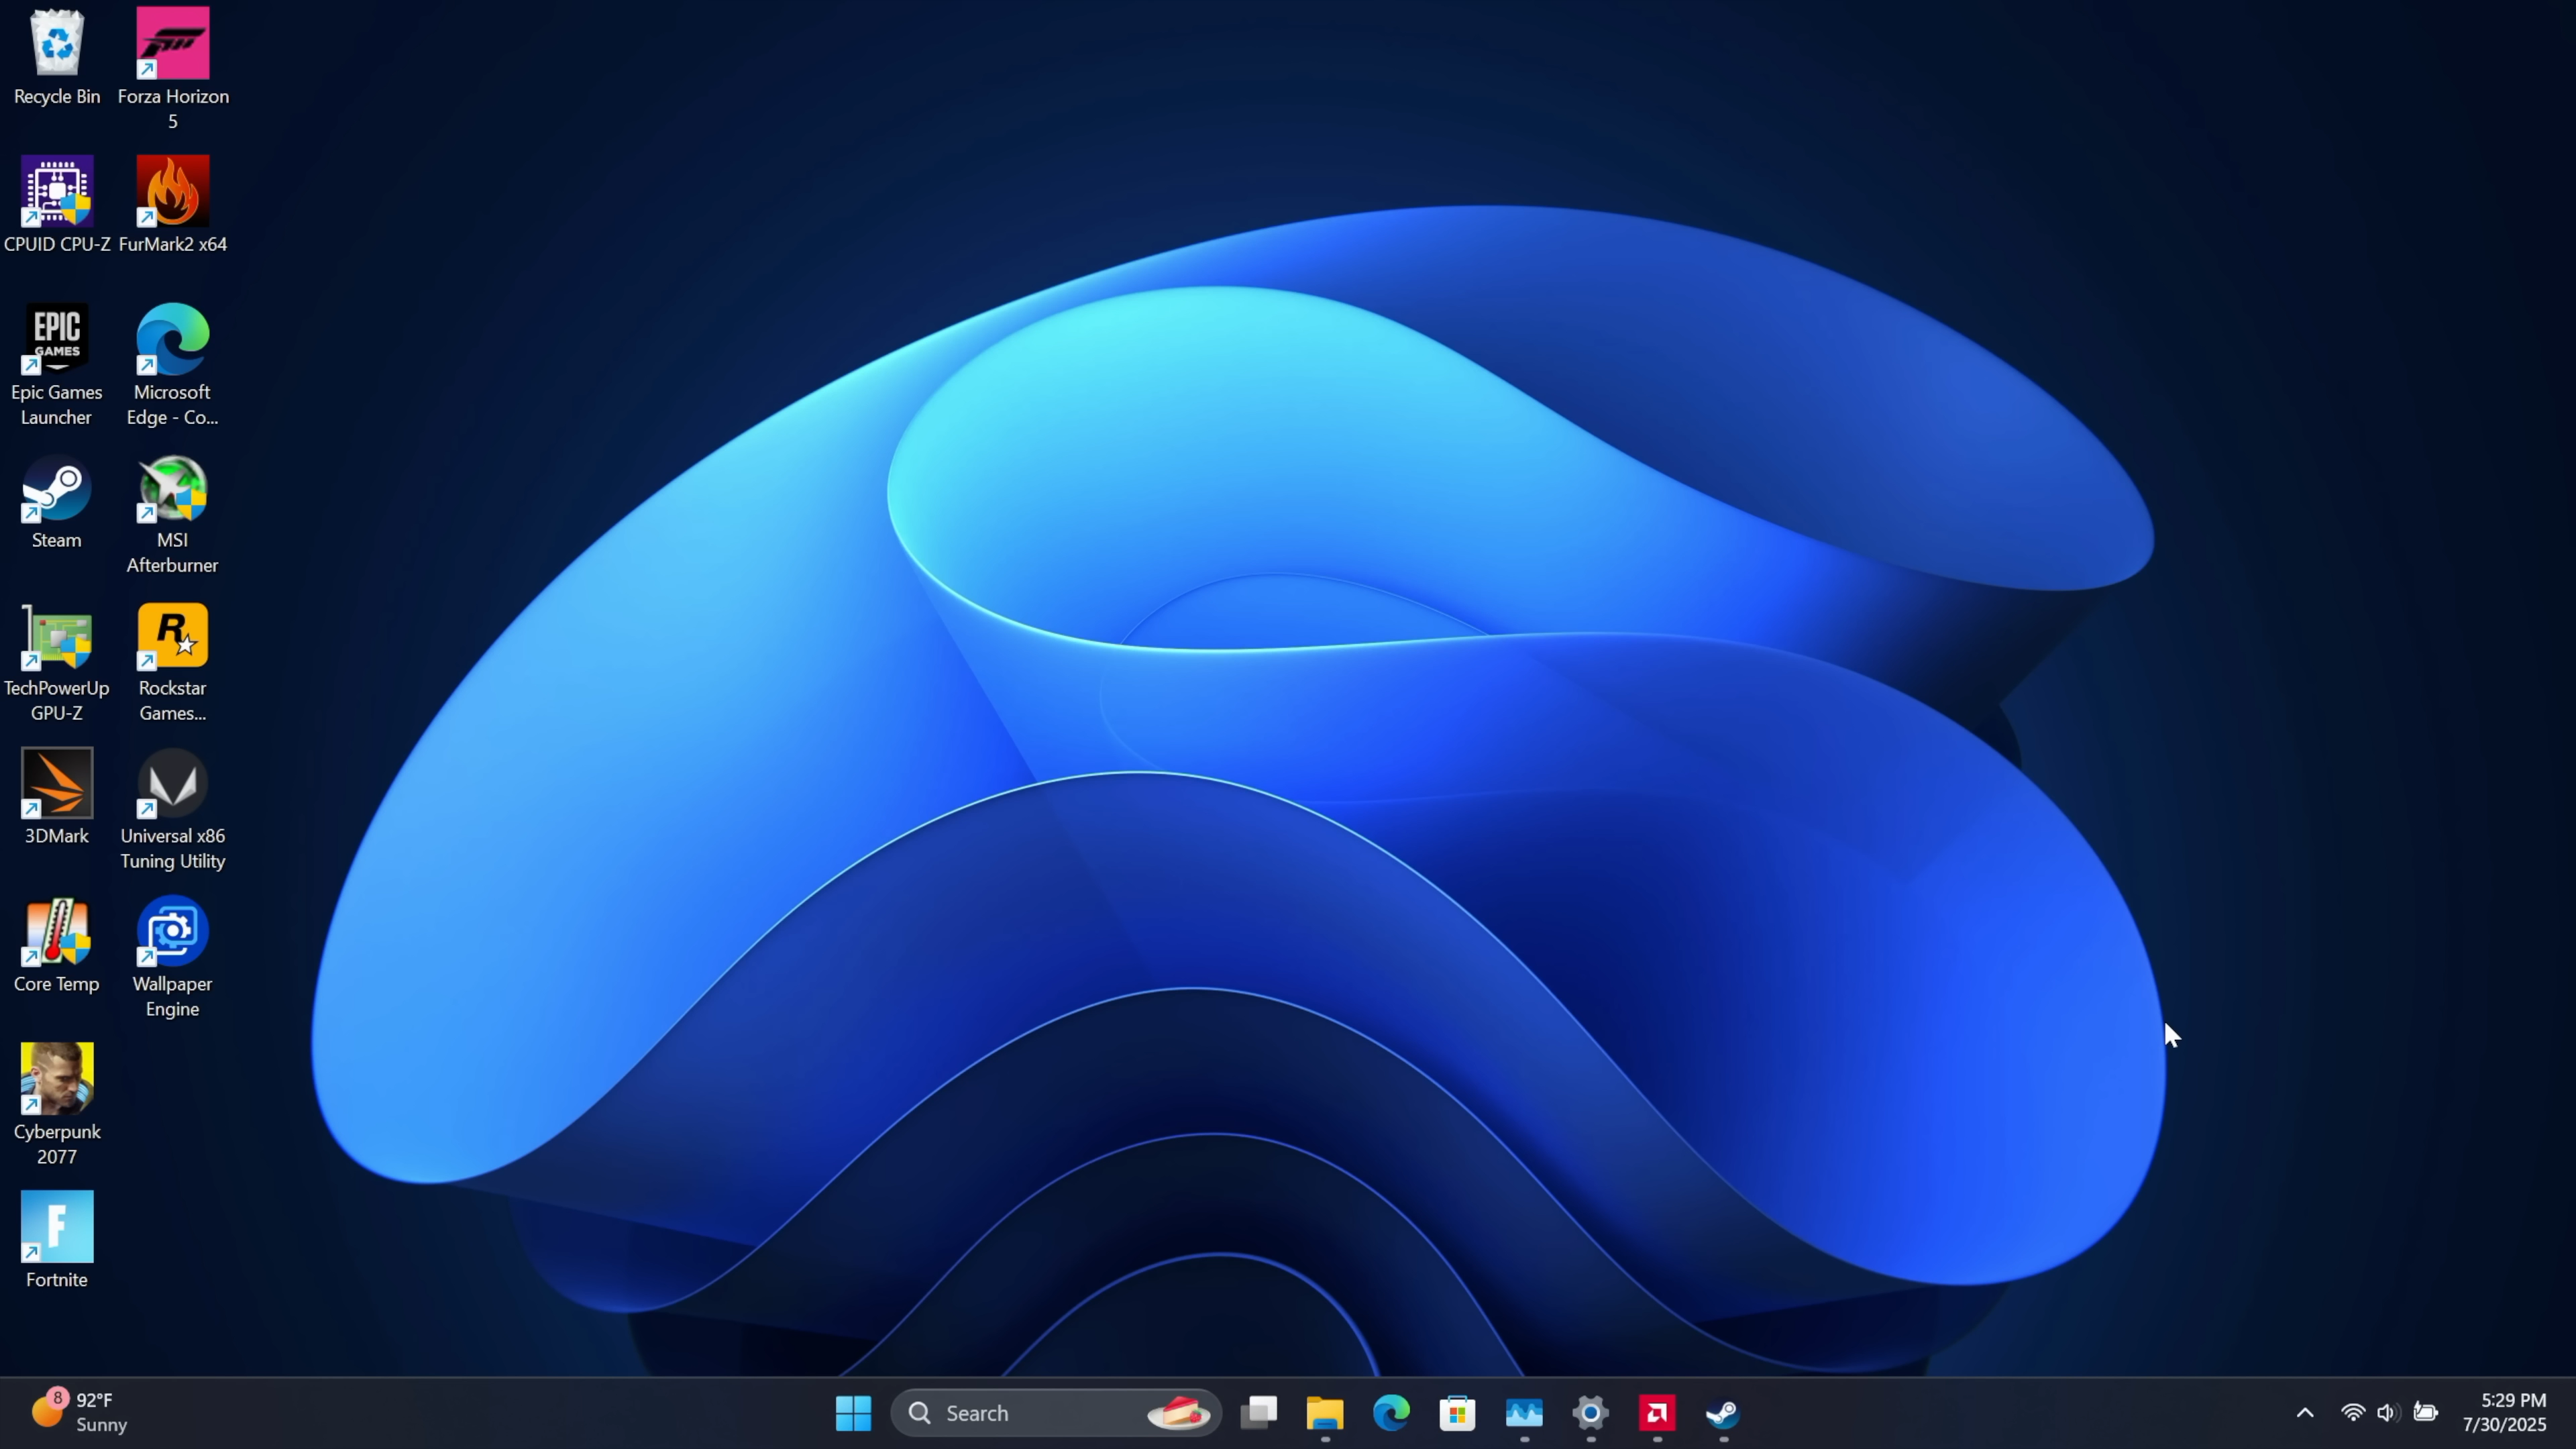 Recycle Bin
Forza Horizon
5
CPUID CPU-Z
FurMark2 x64
EPIC
GAMES
Epic Games
Launcher
Microsoft
Edge - Co...
Steam
MSI
Afterburner
TechPowerUp
GPU-Z
R
Rockstar
Games...
3DMark
Universal x86
Tuning Utility
Core Temp
Wallpaper
Engine
Cyberpunk
2077
F
Fortnite
8
92°F
Sunny
Search
5:29 PM
7/30/2025